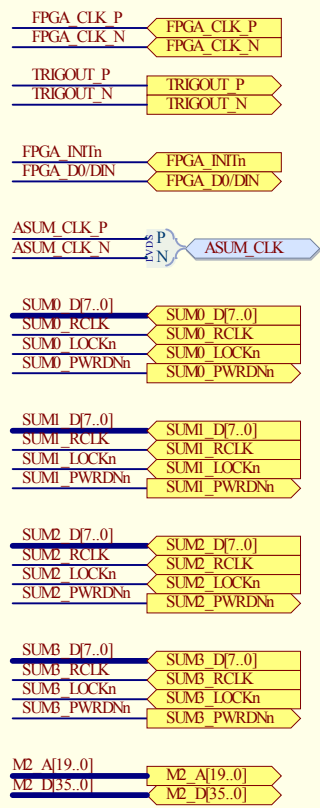 FPGA_CLK_P FPGA_CLK_P
FPGA_CLK_N FPGA_CLK_N
TRIGOUT_P TRIGOUT_P
TRIGOUT_N TRIGOUT_N
FPGA_INITn FPGA_INITn
FPGA_D0/DIN FPGA_D0/DIN
ASUM_CLK_P P
ASUM_CLK_N LVDS N ASUM_CLK
SUM0_D[7..0] SUM0_D[7..0]
SUM0_RCLK SUM0_RCLK
SUM0_LOCKn SUM0_LOCKn
SUM0_PWRDNn SUM0_PWRDNn
SUM1_D[7..0] SUM1_D[7..0]
SUM1_RCLK SUM1_RCLK
SUM1_LOCKn SUM1_LOCKn
SUM1_PWRDNn SUM1_PWRDNn
SUM2_D[7..0] SUM2_D[7..0]
SUM2_RCLK SUM2_RCLK
SUM2_LOCKn SUM2_LOCKn
SUM2_PWRDNn SUM2_PWRDNn
SUM3_D[7..0] SUM3_D[7..0]
SUM3_RCLK SUM3_RCLK
SUM3_LOCKn SUM3_LOCKn
SUM3_PWRDNn SUM3_PWRDNn
M2_A[19..0] M2_A[19..0]
M2_D[35..0] M2_D[35..0]